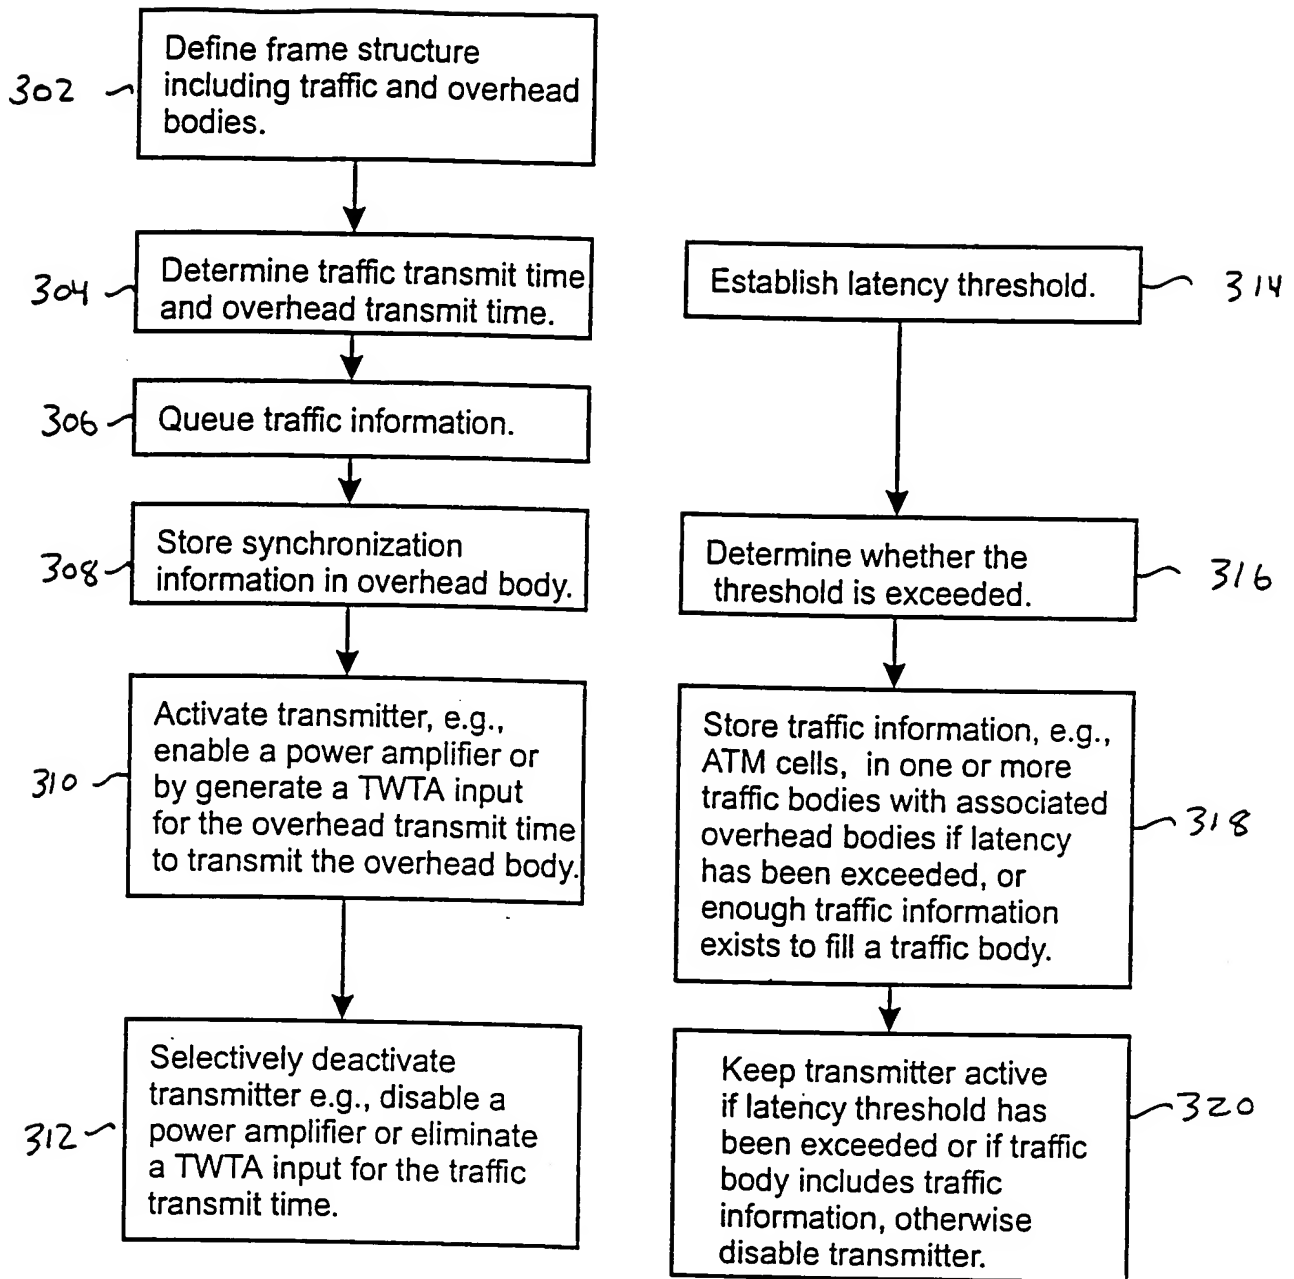 302
Define frame structure
including traffic and overhead
bodies.
304
Determine traffic transmit time
and overhead transmit time.
306
Queue traffic information.
308
Store synchronization
information in overhead body.
310
Activate transmitter, e.g.,
enable a power amplifier or
by generate a TWTA input
for the overhead transmit time
to transmit the overhead body.
312
Selectively deactivate
transmitter e.g., disable a
power amplifier or eliminate
a TWTA input for the traffic
transmit time.
Establish latency threshold.
314
Determine whether the
threshold is exceeded.
316
Store traffic information, e.g.,
ATM cells, in one or more
traffic bodies with associated
overhead bodies if latency
has been exceeded, or
enough traffic information
exists to fill a traffic body.
318
Keep transmitter active
if latency threshold has
been exceeded or if traffic
body includes traffic
information, otherwise
disable transmitter.
320